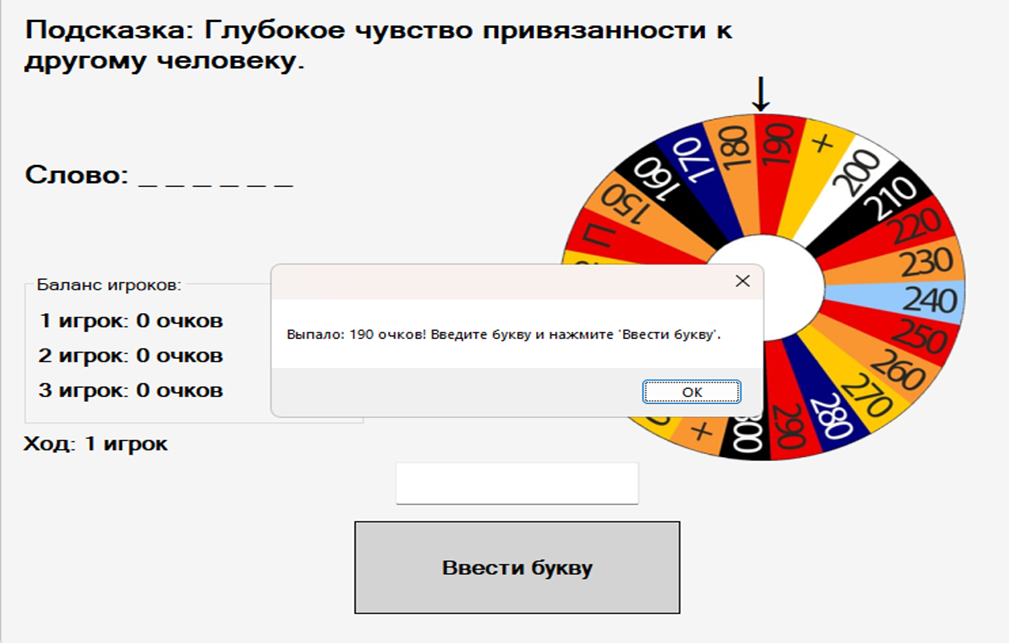 Подсказка: Глубокое чувство привязанности к
другому человеку.
↓
Слово: _ _ _ _ _ _
150
160
170
180
190
+
200
210
220
230
240
250
260
270
280
290
+
П
Баланс игроков:
1 игрок: 0 очков
2 игрок: 0 очков
3 игрок: 0 очков
Выпало: 190 очков! Введите букву и нажмите 'Ввести букву'.
OK
Ход: 1 игрок
Ввести букву